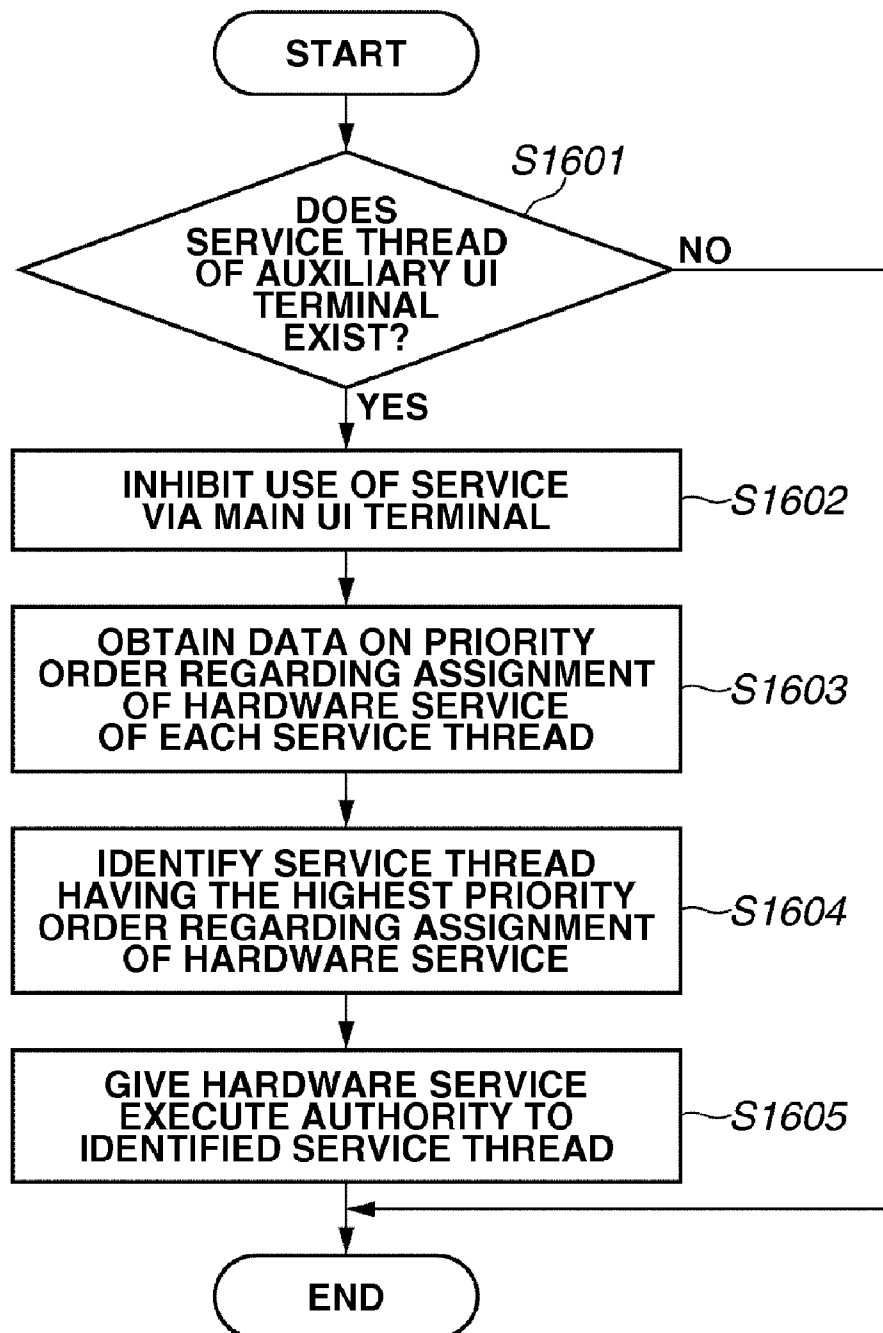 START
S1601
DOES
SERVICE THREAD
OF AUXILIARY UI
TERMINAL
EXIST?
NO
YES
INHIBIT USE OF SERVICE
VIA MAIN UI TERMINAL
S1602
OBTAIN DATA ON PRIORITY
ORDER REGARDING ASSIGNMENT
OF HARDWARE SERVICE
OF EACH SERVICE THREAD
S1603
IDENTIFY SERVICE THREAD
HAVING THE HIGHEST PRIORITY
ORDER REGARDING ASSIGNMENT
OF HARDWARE SERVICE
S1604
GIVE HARDWARE SERVICE
EXECUTE AUTHORITY TO
IDENTIFIED SERVICE THREAD
S1605
END